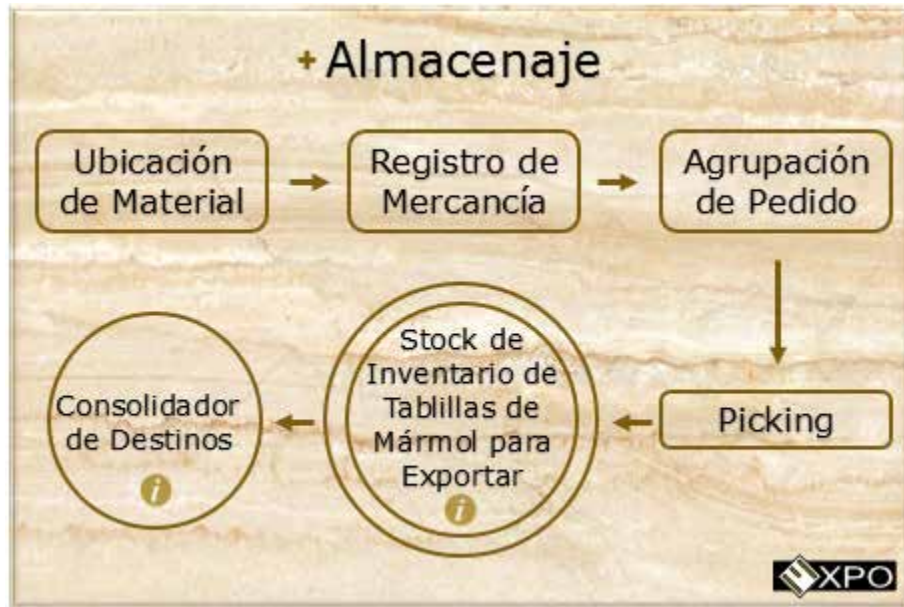 + Almacenaje
Ubicación
de Material
Registro de
Mercancía
Agrupación
de Pedido
Picking
Stock de
Inventario de
Tablillas de
Mármol para
Exportar
i
Consolidador
de Destinos
i
EXPO